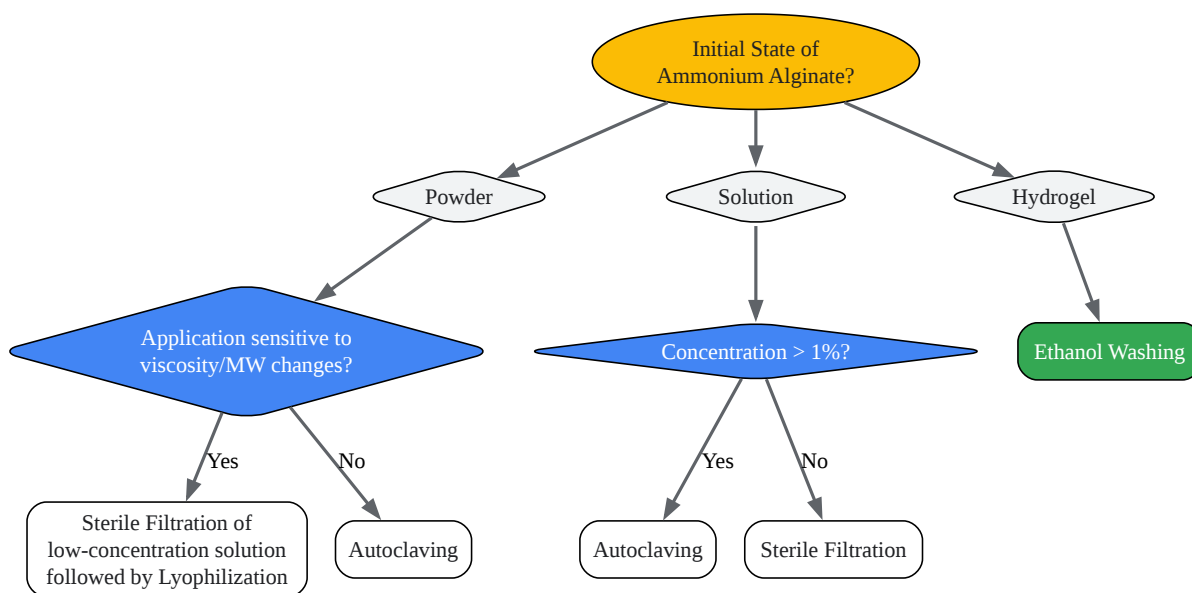 Initial State of
Ammonium Alginate?
Powder
Solution
Hydrogel
Application sensitive to
viscosity/MW changes?
Concentration > 1%?
Ethanol Washing
Yes
No
Yes
No
Sterile Filtration of
low-concentration solution
followed by Lyophilization
Autoclaving
Autoclaving
Sterile Filtration